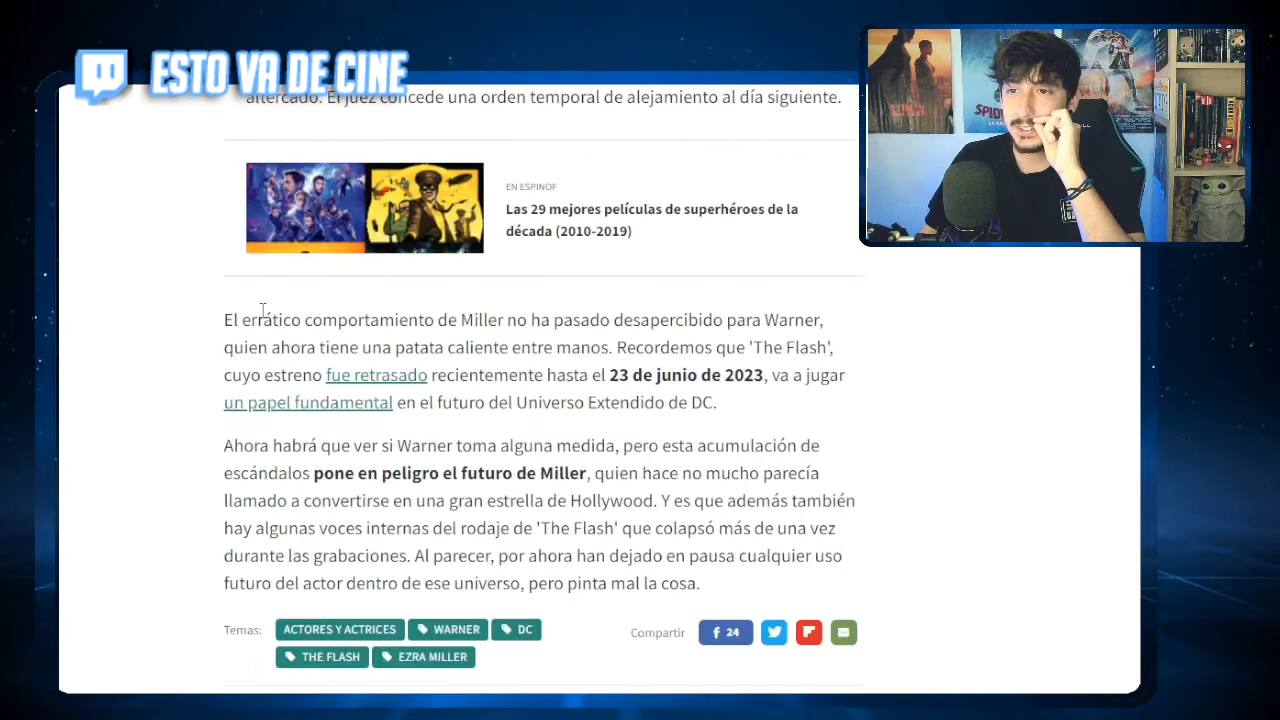 ESTO VA DE CINE
altercado. El juez concede una orden temporal de alejamiento al día siguiente.
EN ESPINOF
Las 29 mejores películas de superhéroes de la
década (2010-2019)
El errático comportamiento de Miller no ha pasado desapercibido para Warner,
quien ahora tiene una patata caliente entre manos. Recordemos que 'The Flash',
cuyo estreno fue retrasado recientemente hasta el 23 de junio de 2023, va a jugar
un papel fundamental en el futuro del Universo Extendido de DC.
Ahora habrá que ver si Warner toma alguna medida, pero esta acumulación de
escándalos pone en peligro el futuro de Miller, quien hace no mucho parecía
llamado a convertirse en una gran estrella de Hollywood. Y es que además también
hay algunas voces internas del rodaje de 'The Flash' que colapsó más de una vez
durante las grabaciones. Al parecer, por ahora han dejado en pausa cualquier uso
futuro del actor dentro de ese universo, pero pinta mal la cosa.
Temas: ACTORES Y ACTRICES WARNER DC
THE FLASH EZRA MILLER
Compartir f 24